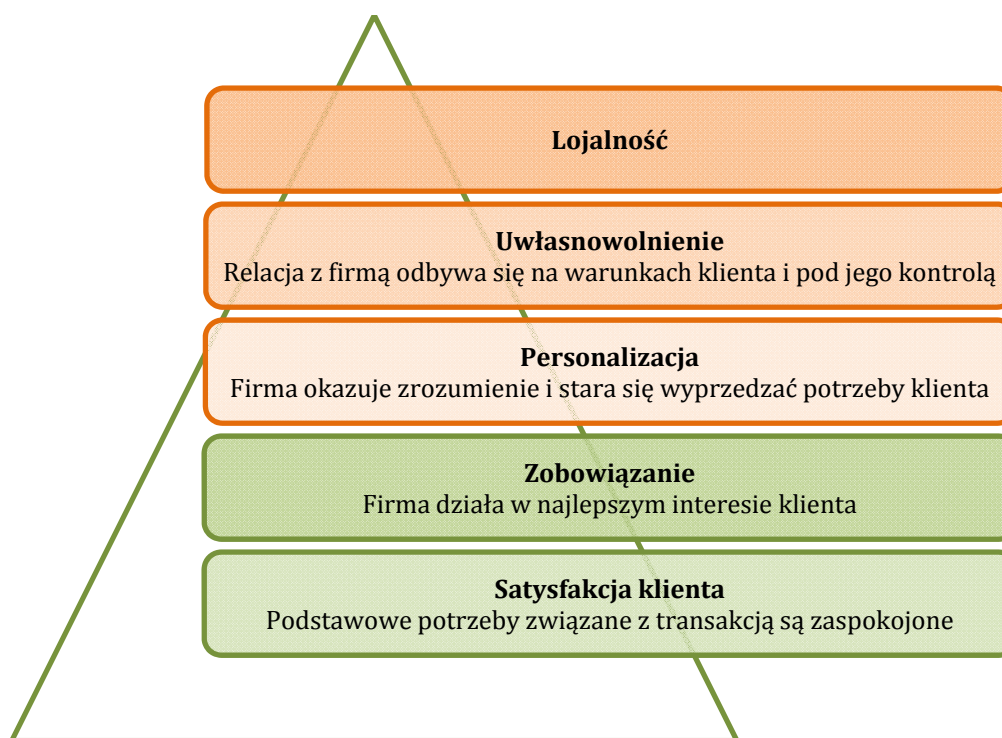 Lojalność
Uwłasnowolnienie
Relacja z firmą odbywa się na warunkach klienta i pod jego kontrolą
Personalizacja
Firma okazuje zrozumienie i stara się wyprzedzać potrzeby klienta
Zobowiązanie
Firma działa w najlepszym interesie klienta
Satysfakcja klienta
Podstawowe potrzeby związane z transakcją są zaspokojone